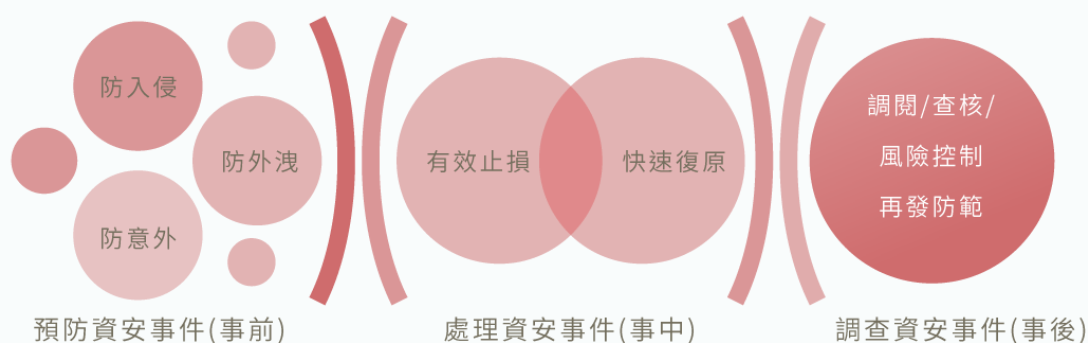 防入侵
防外洩
防意外
預防資安事件(事前)
有效止損
快速復原
處理資安事件(事中)
調閱/查核/
風險控制
再發防範
調查資安事件(事後)